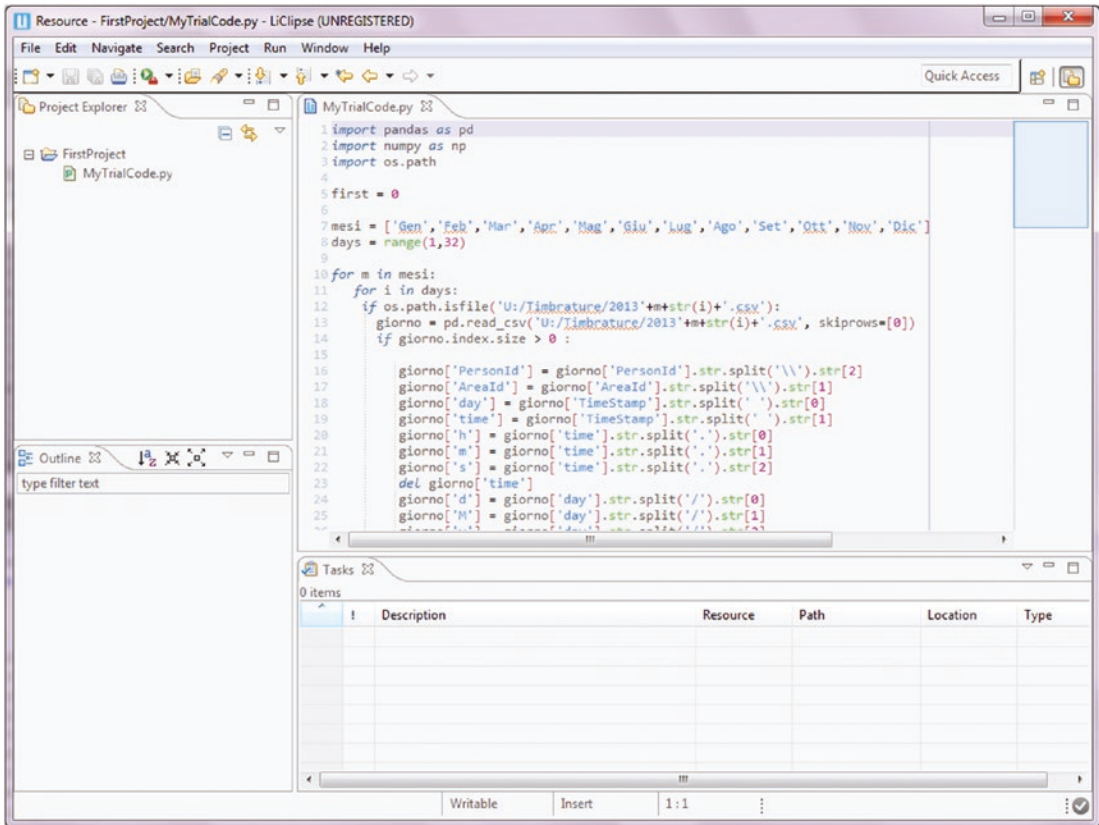 Resource - FirstProject/MyTrialCode.py - LiClipse (UNREGISTERED)
File Edit Navigate Search Project Run Window Help
Quick Access
Project Explorer
FirstProject
MyTrialCode.py
Outline
type filter text
MyTrialCode.py
1 import pandas as pd
2 import numpy as np
3 import os.path
4
5 first = 0
6
7 mesi = ['Gen','Feb','Mar','Apr','Mag','Giu','Lug','Ago','Set','Ott','Nov','Dic']
8 days = range(1,32)
9
10 for m in mesi:
11 for i in days:
12 if os.path.isfile('U:/Timbrature/2013'+m+str(i)+'.csv'):
13 giorno = pd.read_csv('U:/Timbrature/2013'+m+str(i)+'.csv', skiprows=[0])
14 if giorno.index.size > 0 :
15
16 giorno['PersonId'] = giorno['PersonId'].str.split('\\').str[2]
17 giorno['AreaId'] = giorno['AreaId'].str.split('\\').str[1]
18 giorno['day'] = giorno['TimeStamp'].str.split(' ').str[0]
19 giorno['time'] = giorno['TimeStamp'].str.split(' ').str[1]
20 giorno['h'] = giorno['time'].str.split('.').str[0]
21 giorno['m'] = giorno['time'].str.split('.').str[1]
22 giorno['s'] = giorno['time'].str.split('.').str[2]
23 del giorno['time']
24 giorno['d'] = giorno['day'].str.split('/').str[0]
25 giorno['M'] = giorno['day'].str.split('/').str[1]
Tasks
0 items
! Description Resource Path Location Type
Writable Insert 1:1